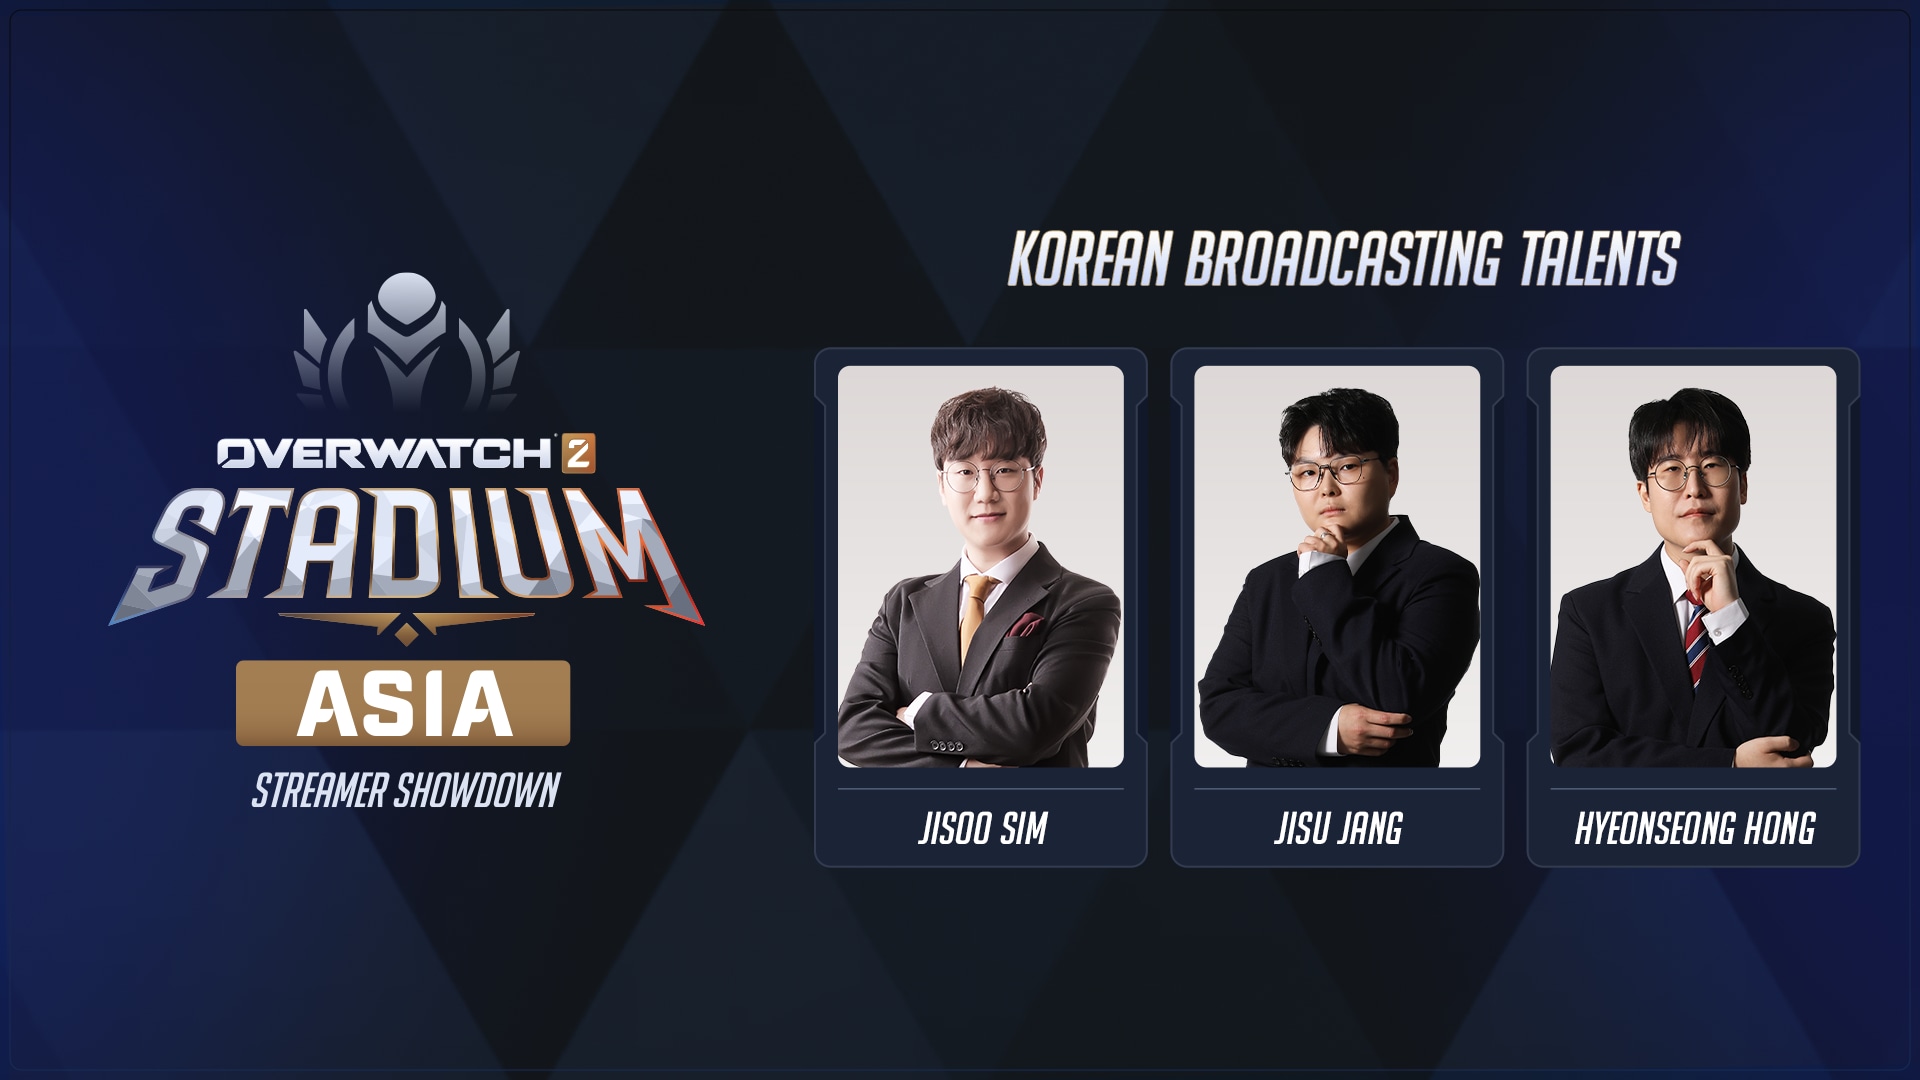 OVERWATCH 2
STADIUM
ASIA
STREAMER SHOWDOWN
KOREAN BROADCASTING TALENTS
JISOO SIM
JISU JANG
HYEONSEONG HONG